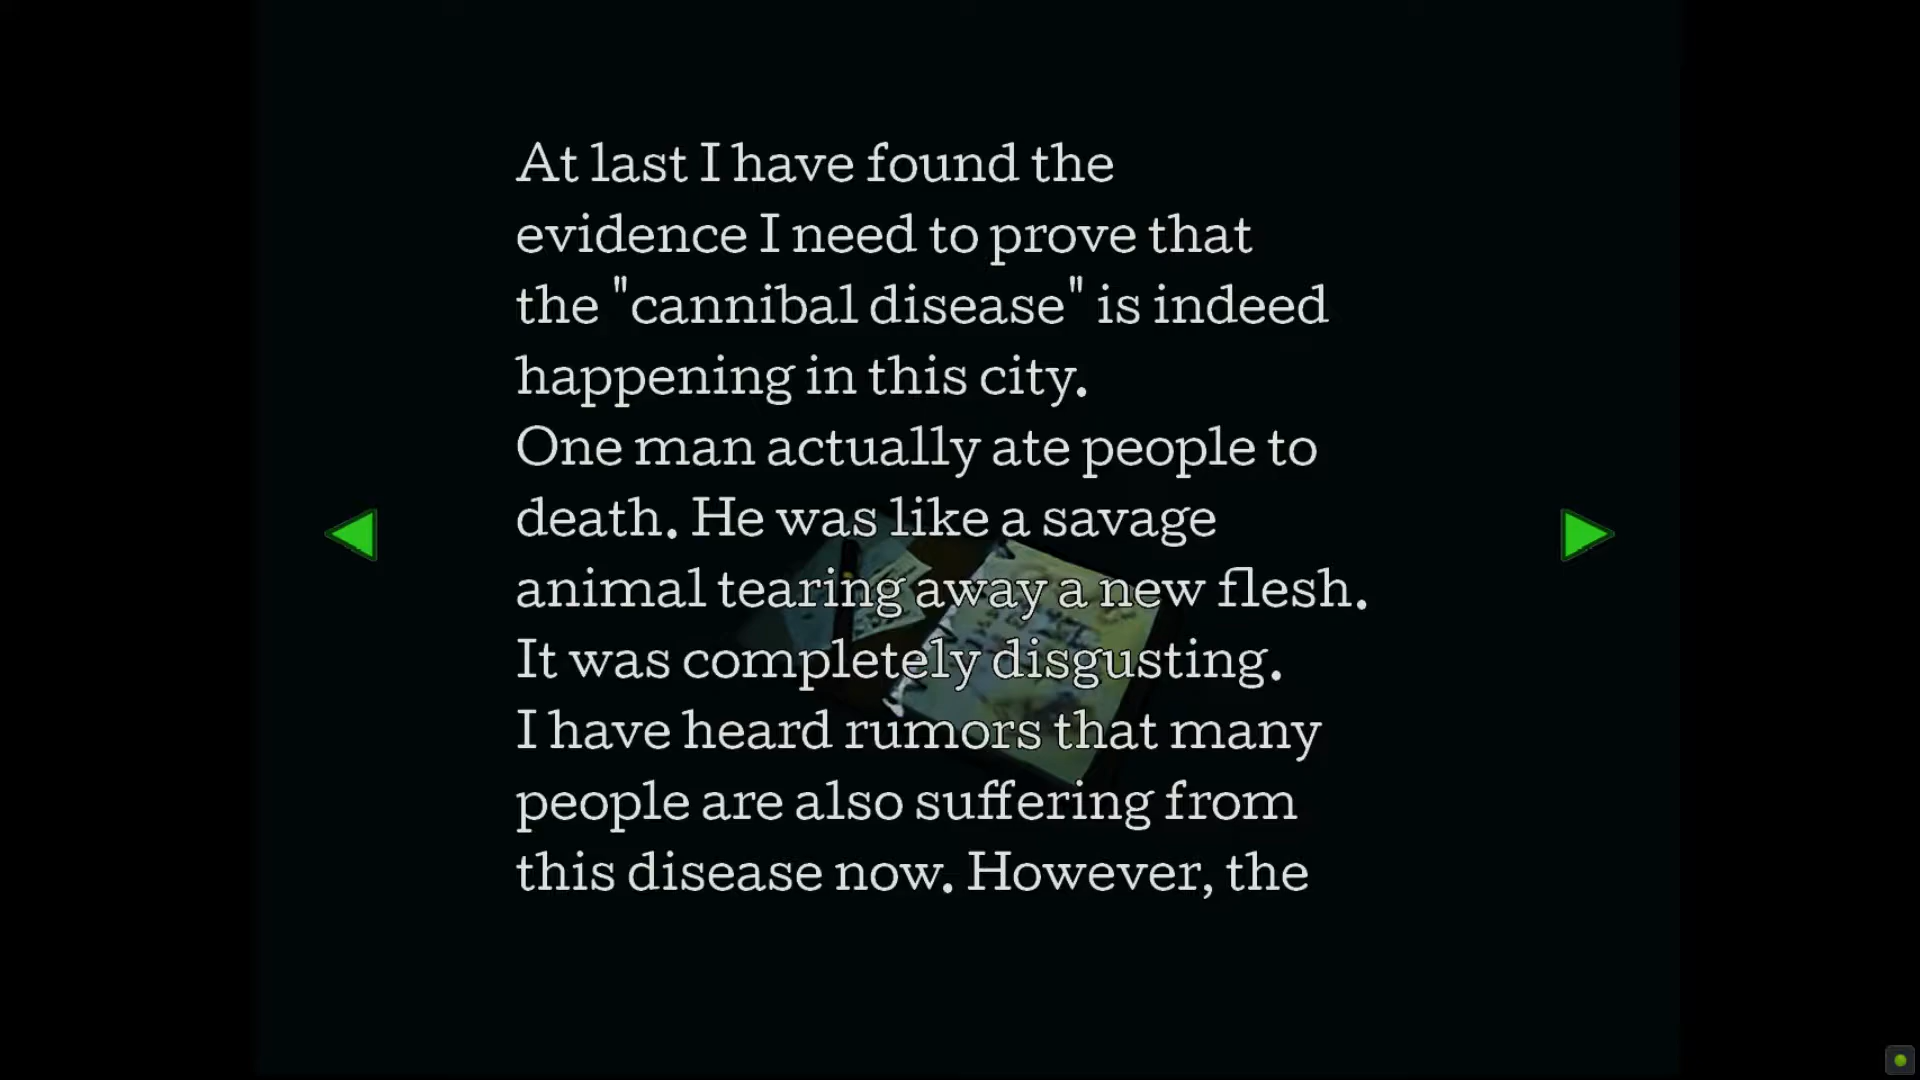 At last I have found the
evidence I need to prove that
the "cannibal disease" is indeed
happening in this city.
One man actually ate people to
death. He was like a savage
animal tearing away a new flesh.
It was completely disgusting.
I have heard rumors that many
people are also suffering from
this disease now. However, the